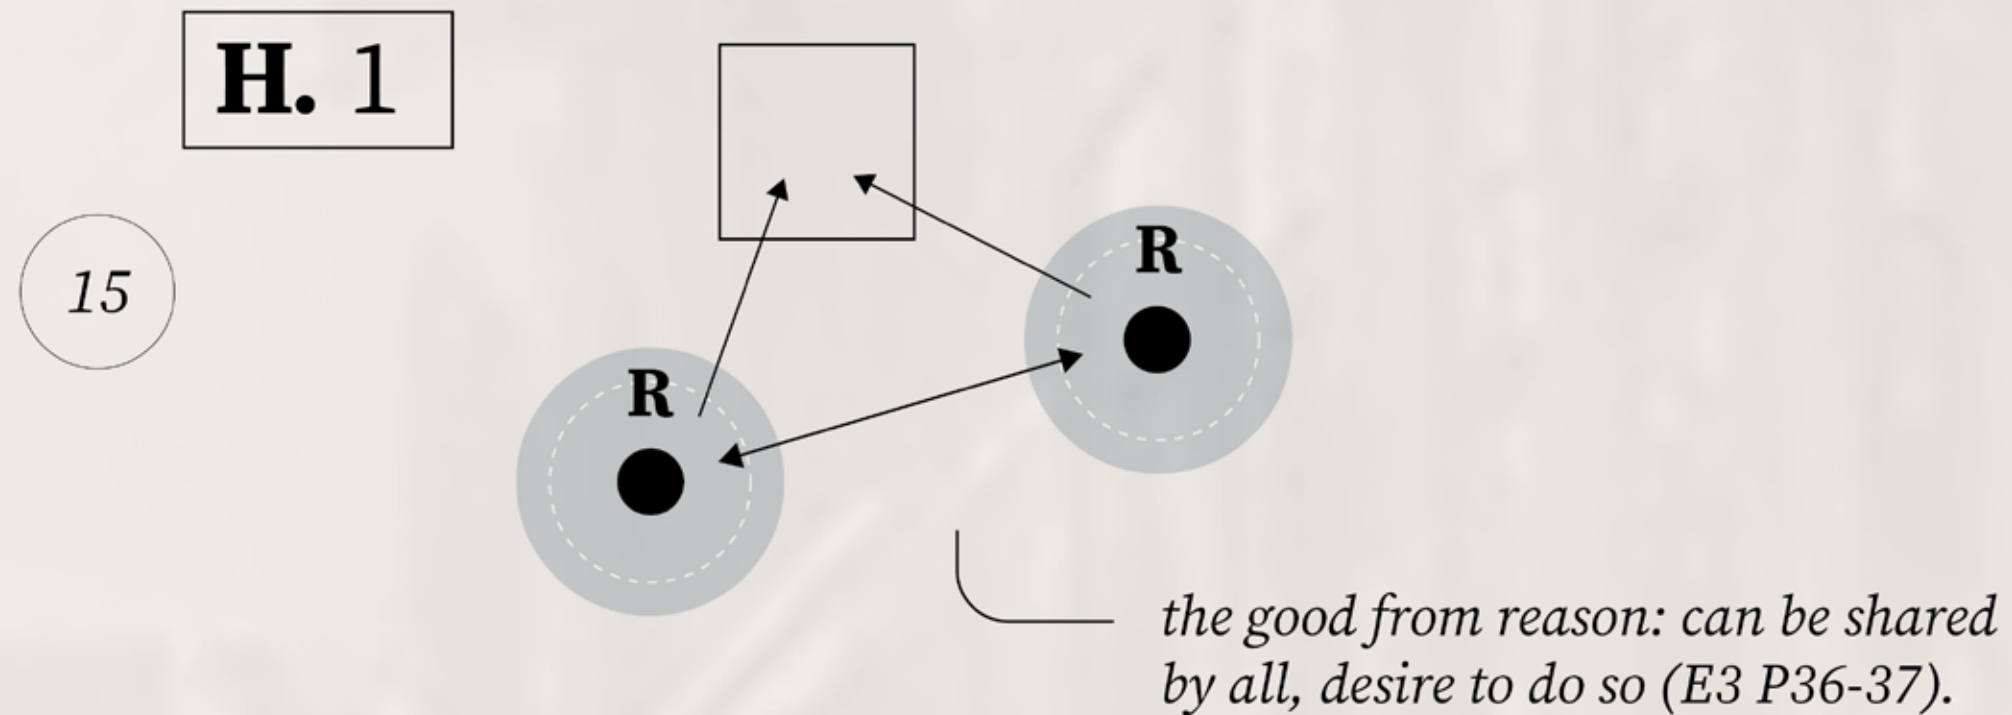 H. 1
15
R
R
the good from reason: can be shared
by all, desire to do so (E3 P36-37).